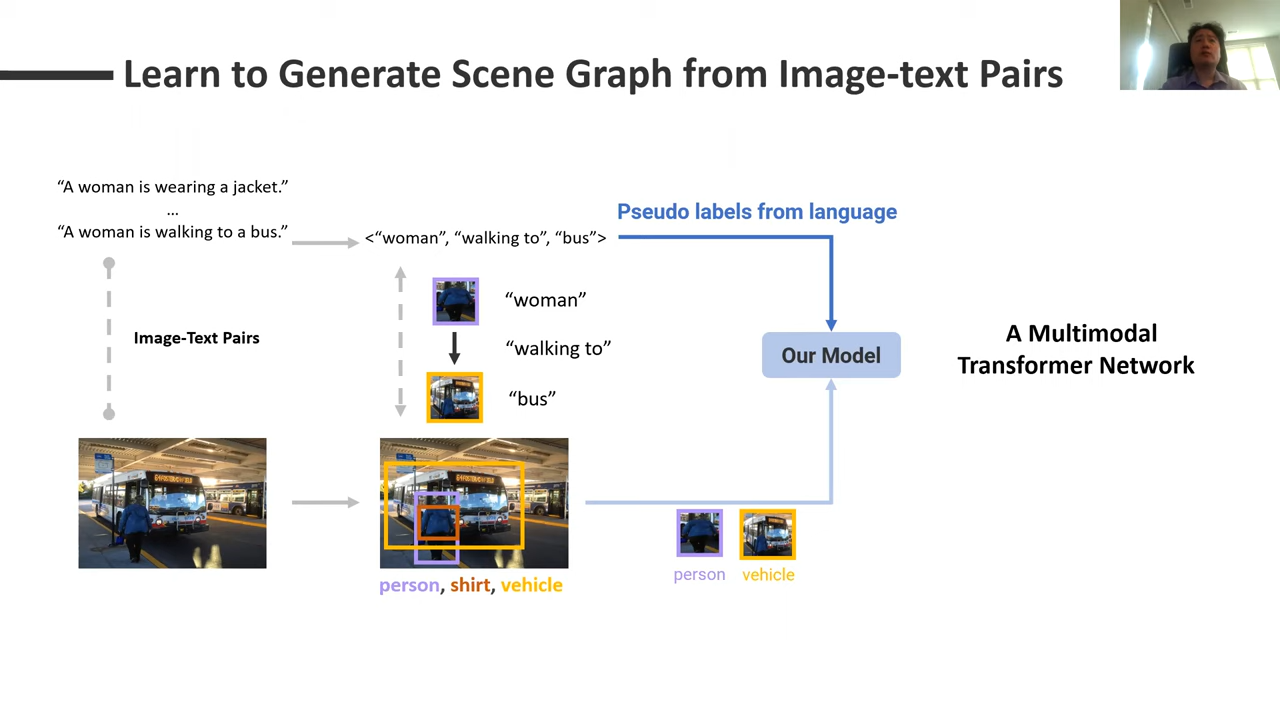 Learn to Generate Scene Graph from Image-text Pairs
“A woman is wearing a jacket.”
...
“A woman is walking to a bus.”
<“woman”, “walking to”, “bus”>
Pseudo labels from language
“woman”
“walking to”
“bus”
Image-Text Pairs
Our Model
A Multimodal
Transformer Network
person, shirt, vehicle
person
vehicle